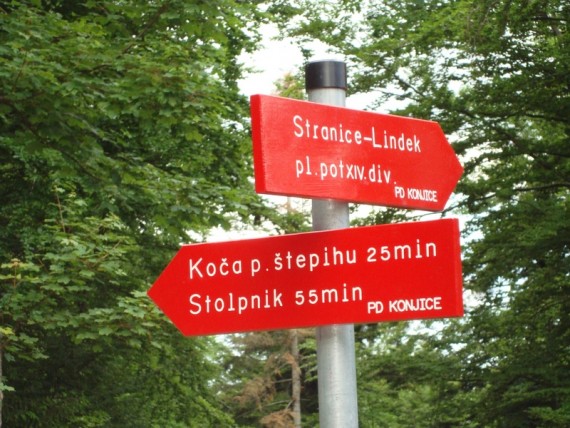 Stranice-Lindek
pl.potXIV.div.
PD KONJICE
Koča p.štepihu 25min
Stolpnik 55min
PD KONJICE